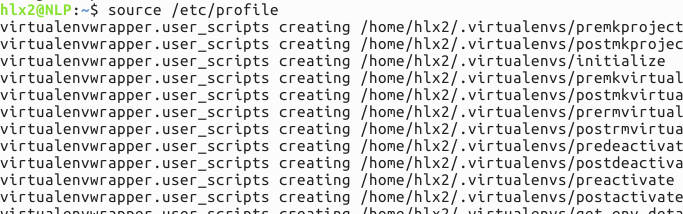 hlx2@NLP:~$ source /etc/profile
virtualenvwrapper.user_scripts creating /home/hlx2/.virtualenvs/premkproject
virtualenvwrapper.user_scripts creating /home/hlx2/.virtualenvs/postmkprojec
virtualenvwrapper.user_scripts creating /home/hlx2/.virtualenvs/initialize
virtualenvwrapper.user_scripts creating /home/hlx2/.virtualenvs/premkvirtual
virtualenvwrapper.user_scripts creating /home/hlx2/.virtualenvs/postmkvirtua
virtualenvwrapper.user_scripts creating /home/hlx2/.virtualenvs/prermvirtual
virtualenvwrapper.user_scripts creating /home/hlx2/.virtualenvs/postrmvirtua
virtualenvwrapper.user_scripts creating /home/hlx2/.virtualenvs/predeactivat
virtualenvwrapper.user_scripts creating /home/hlx2/.virtualenvs/postdeactiva
virtualenvwrapper.user_scripts creating /home/hlx2/.virtualenvs/preactivate
virtualenvwrapper.user_scripts creating /home/hlx2/.virtualenvs/postactivate
virtualenvwrapper.user_scripts creating /home/hlx2/.virtualenvs/get_env_deta